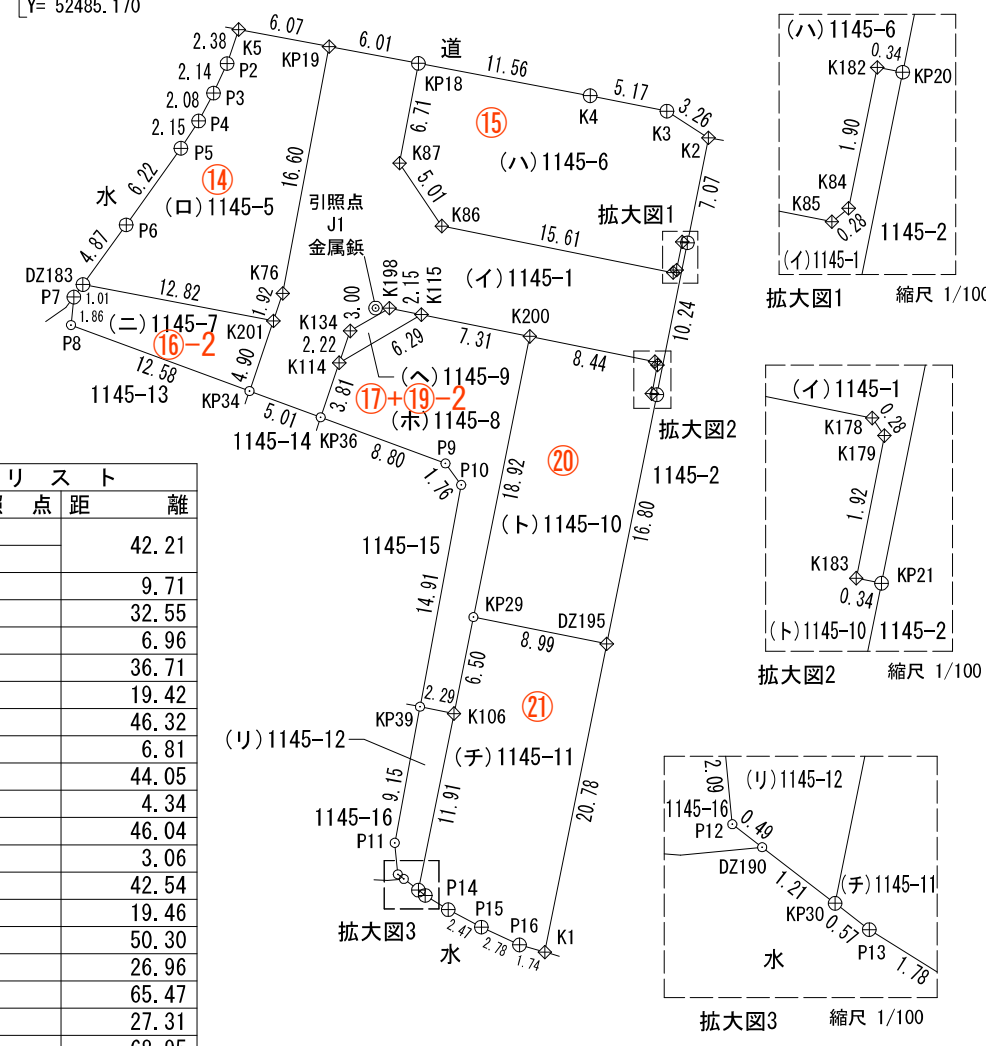 Y= 52485.170
6.07
2.38
K5
KP19
6.01
道
KP18
11.56
5.17
3.26
K4
K3
K2
2.14
P2
2.08
P3
2.15
P4
P5
6.22
水
P6
4.87
⑭
(ロ)1145-5
16.60
6.71
K87
5.01
K86
⑮
(ハ)1145-6
15.61
7.07
拡大図1
引照点
J1
金属鋲
(イ)1145-1
10.24
DZ183
P7
1.01
1.86
P8
12.82
K76
1.92
K201
(ニ)1145-7
⑯-2
12.58
4.90
1145-13
KP34
5.01
1145-14
KP36
K198
3.00
2.15
K115
K134
2.22
K114
6.29
3.81
7.31
K200
8.44
(ヘ)1145-9
⑰+⑲-2
(ホ)1145-8
8.80
P9
1.76
P10
拡大図2
1145-2
18.92
⑳
(ト)1145-10
16.80
1145-15
14.91
KP29
DZ195
8.99
6.50
2.29
KP39
K106
㉑
(リ)1145-12
(チ)1145-11
9.15
11.91
20.78
1145-16
P11
拡大図3
P14
P15
P16
K1
2.47
2.78
1.74
水
リスト
点
距離
42.21
9.71
32.55
6.96
36.71
19.42
46.32
6.81
44.05
4.34
46.04
3.06
42.54
19.46
50.30
26.96
65.47
27.31
(ハ)1145-6
0.34
K182
KP20
1.90
K84
K85
0.28
1145-2
(イ)1145-1
拡大図1
縮尺 1/100
(イ)1145-1
0.28
K178
K179
1.92
K183
KP21
0.34
(ト)1145-10
1145-2
拡大図2
縮尺 1/100
2.09
(リ)1145-12
1145-16
P12
0.49
DZ190
1.21
(チ)1145-11
KP30
0.57
P13
1.78
水
拡大図3
縮尺 1/100